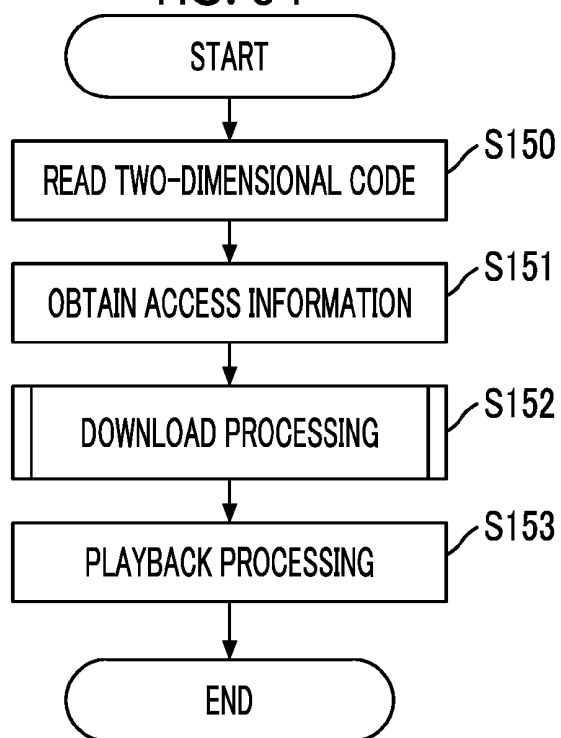 START
READ TWO-DIMENSIONAL CODE
S150
OBTAIN ACCESS INFORMATION
S151
DOWNLOAD PROCESSING
S152
PLAYBACK PROCESSING
S153
END